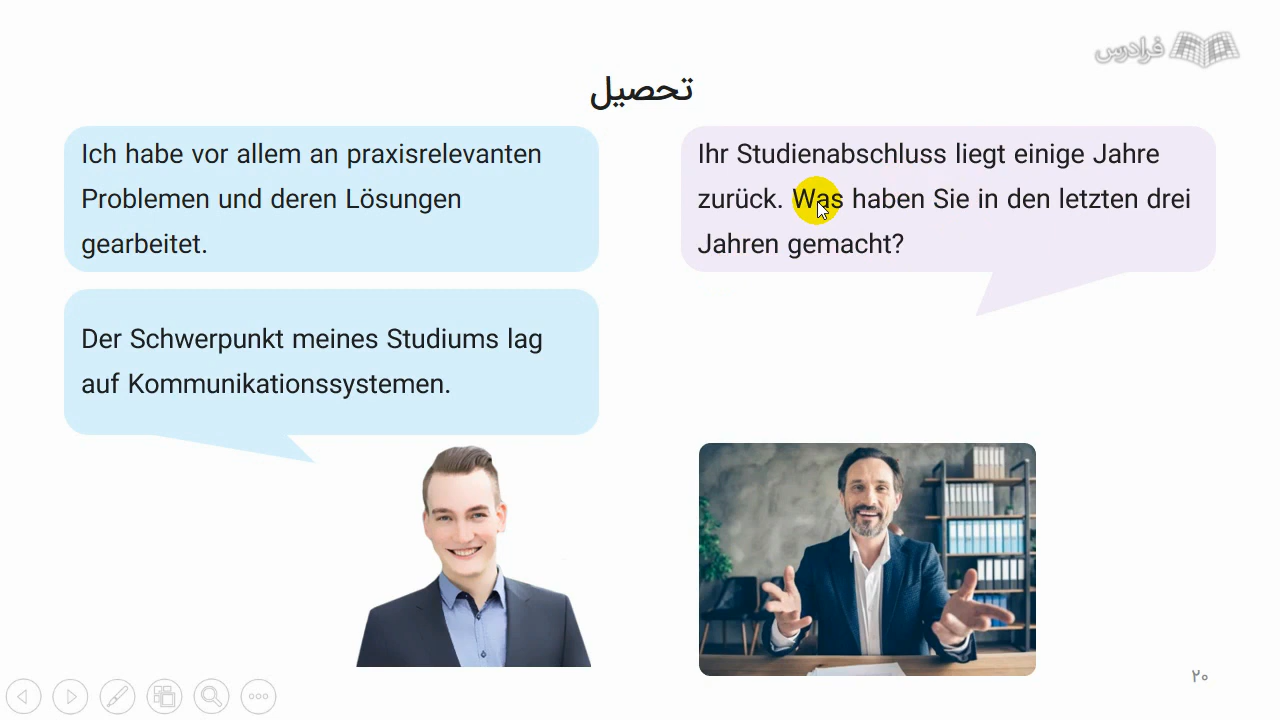 فرادرس
تحصیل
Ich habe vor allem an praxisrelevanten
Problemen und deren Lösungen
gearbeitet.
Ihr Studienabschluss liegt einige Jahre
zurück. Was haben Sie in den letzten drei
Jahren gemacht?
Der Schwerpunkt meines Studiums lag
auf Kommunikationssystemen.
۲۰